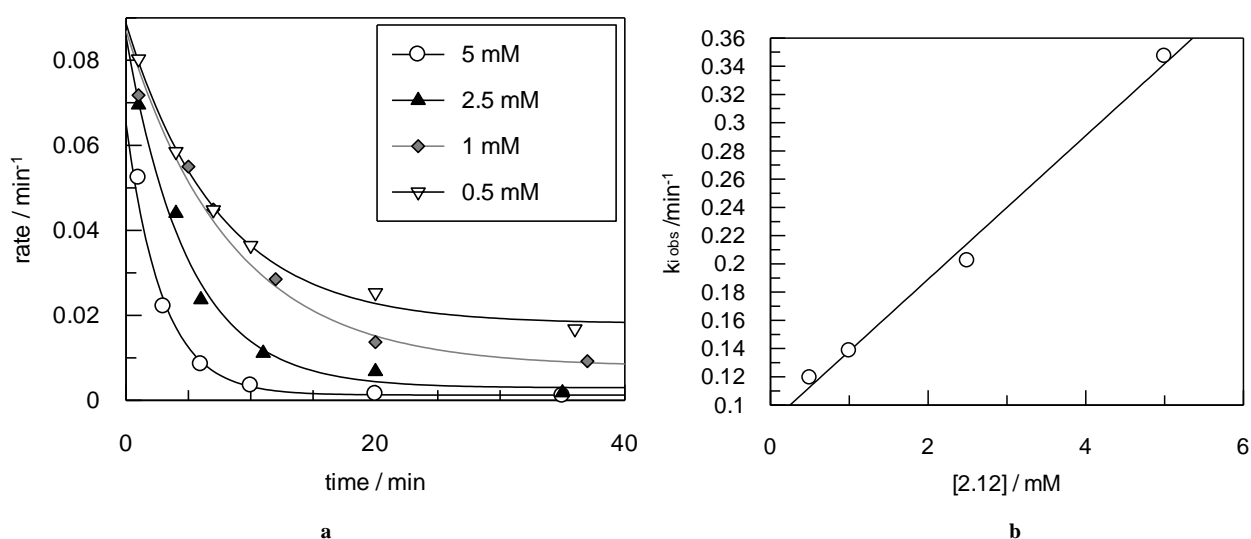 0.08
0.06
0.04
0.02
0
rate / min-1
0
20
40
time / min
5 mM
2.5 mM
1 mM
0.5 mM
a
0.36
0.34
0.32
0.3
0.28
0.26
0.24
0.22
0.2
0.18
0.16
0.14
0.12
0.1
ki obs /min-1
0
2
4
6
[2.12] / mM
b